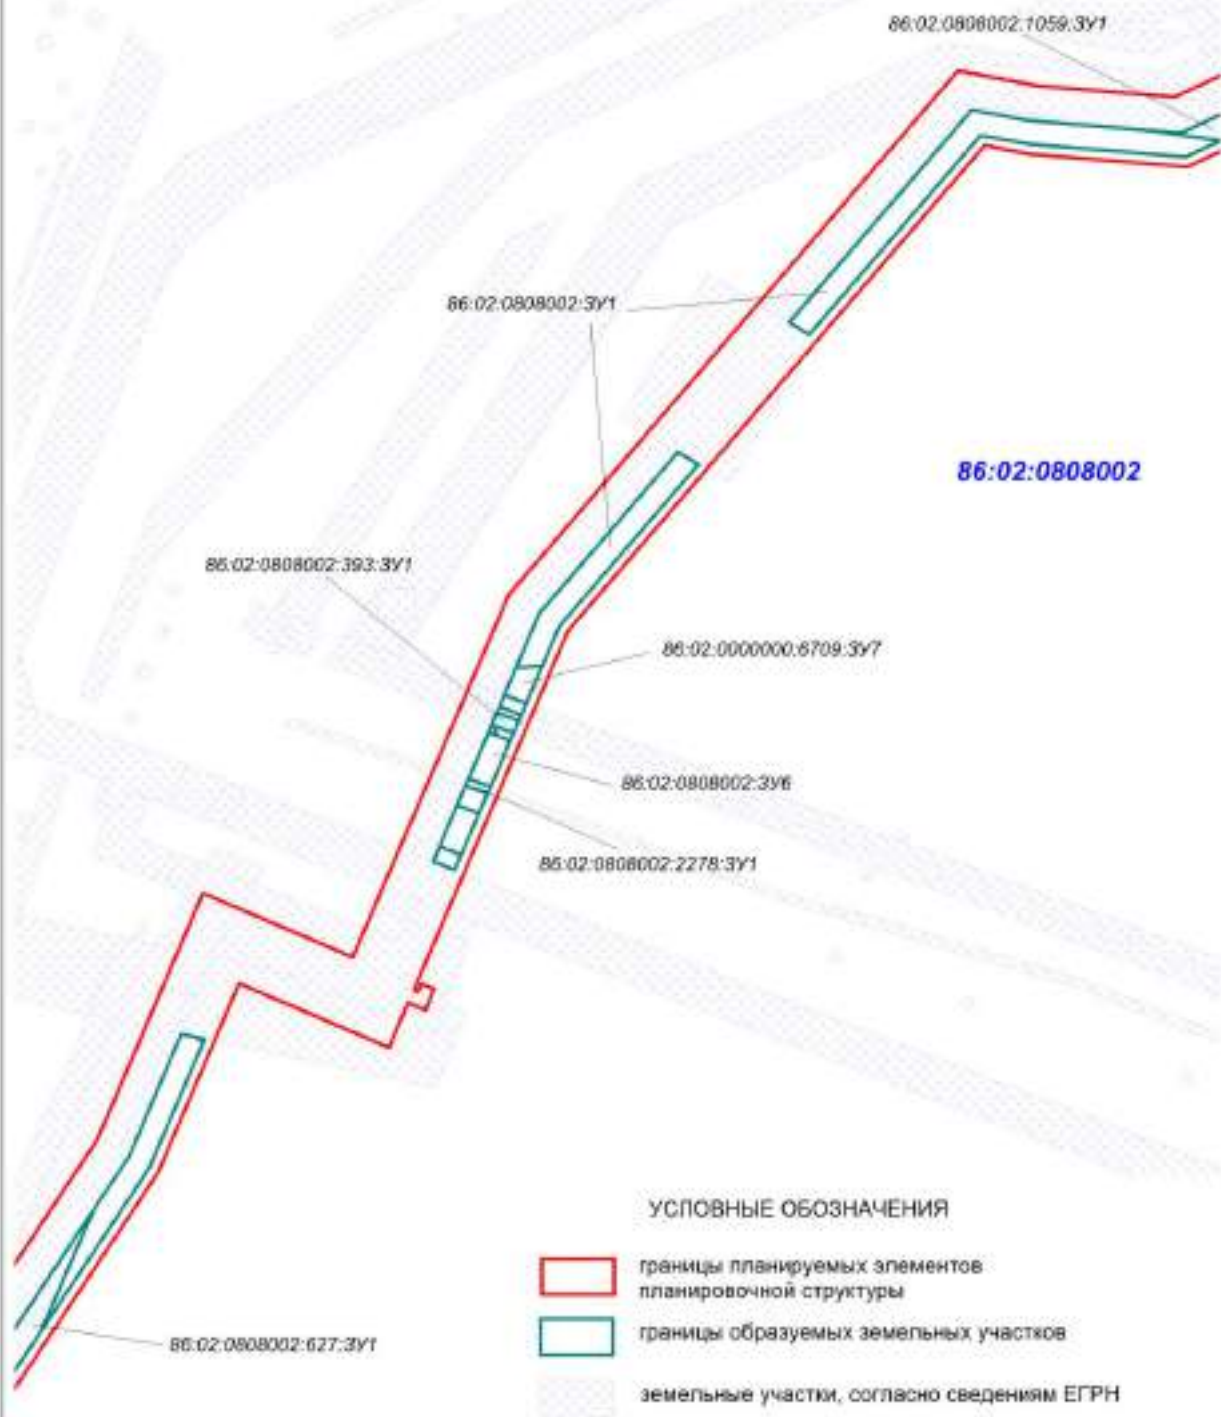 86:02:0808002:1059:ЗУ1
86:02:0808002:ЗУ1
86:02:0808002
86:02:0808002:393:ЗУ1
86:02:0000000:6709:ЗУ7
86:02:0808002:ЗУ6
86:02:0808002:2278:ЗУ1
УСЛОВНЫЕ ОБОЗНАЧЕНИЯ
границы планируемых элементов
планировочной структуры
границы образуемых земельных участков
86:02:0808002:627:ЗУ1
земельные участки, согласно сведениям ЕГРН